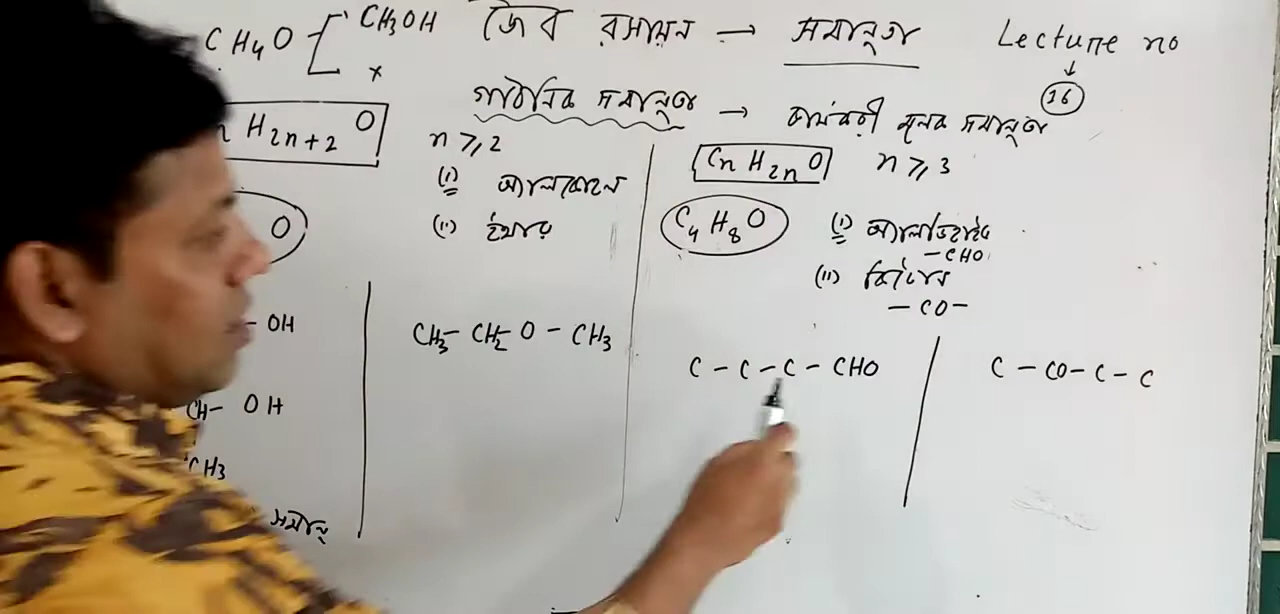 CH4O [ CH3OH জৈব রসায়ন → সমানুতা Lecture no
x
16
গাঠনিক সমানুতা → কার্যকরী মূলক সমানুতা
H2n+2 O n ≥ 2 CnH2nO n ≥ 3
(i) অ্যালকোহল
O (ii) ইথার C4H8O (i) অ্যালডিহাইড
-CHO
(ii) কিটোন
-CO-
- OH CH3- CH2 O - CH3
C - C - C - CHO C - CO- C - C
CH- OH
CH3
সমানু